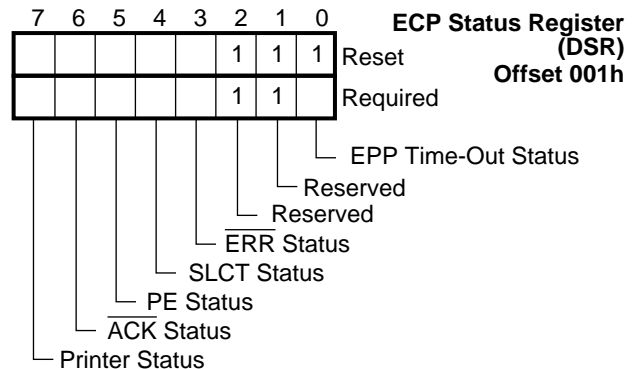 7 6 5 4 3 2 1 0
ECP Status Register
(DSR)
Offset 001h
1 1 1 Reset
1 1 Required
EPP Time-Out Status
Reserved
Reserved
ERR Status
SLCT Status
PE Status
ACK Status
Printer Status